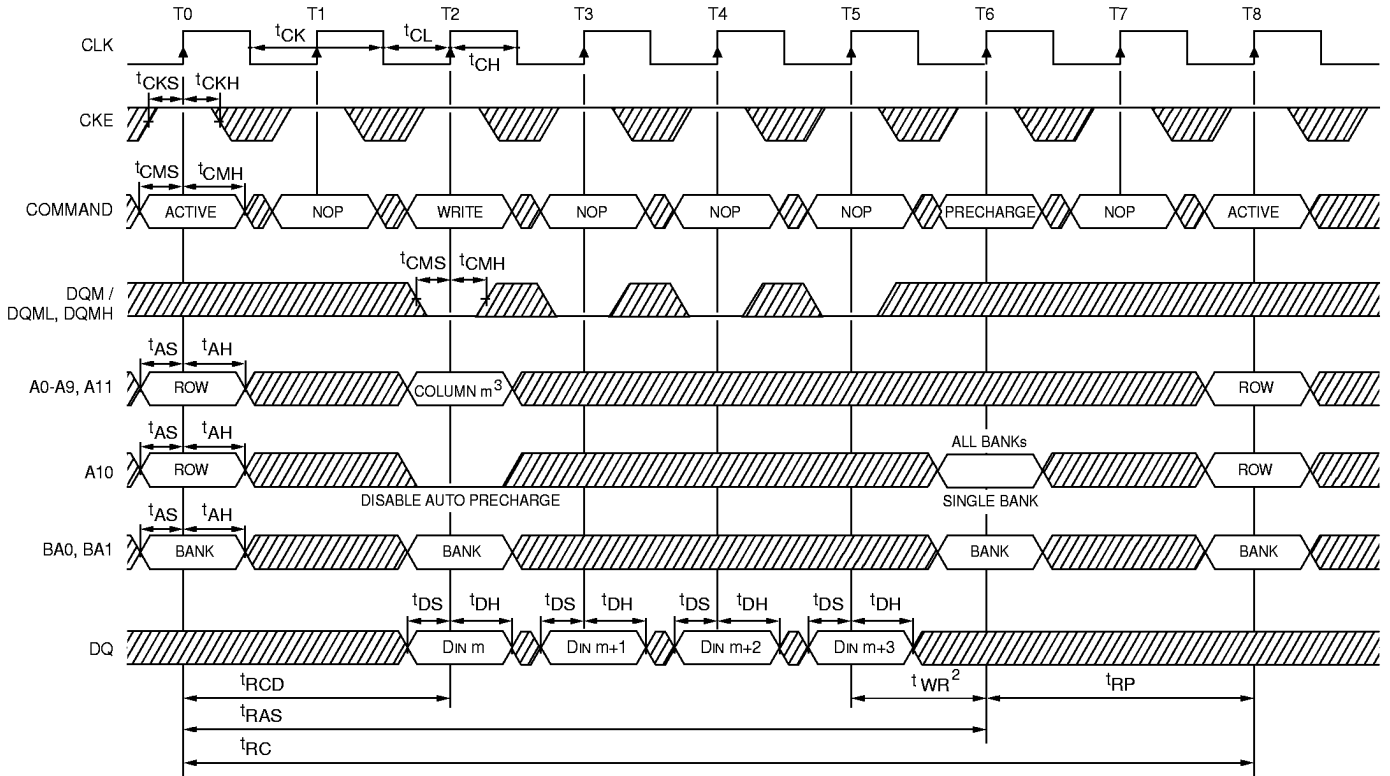 T0 T1 T2 T3 T4 T5 T6 T7 T8
CLK tCK tCL tCH
tCKS tCKH
CKE
tCMS tCMH
COMMAND ACTIVE NOP WRITE NOP NOP NOP PRECHARGE NOP ACTIVE
tCMS tCMH
DQM /
DQML, DQMH
tAS tAH
A0-A9, A11 ROW COLUMN m3 ROW
tAS tAH ALL BANKs
A10 ROW ROW
DISABLE AUTO PRECHARGE SINGLE BANK
tAS tAH
BA0, BA1 BANK BANK BANK BANK
tDS tDH tDS tDH tDS tDH tDS tDH
DQ DIN m DIN m+1 DIN m+2 DIN m+3
tRCD t WR2 tRP
tRAS
tRC